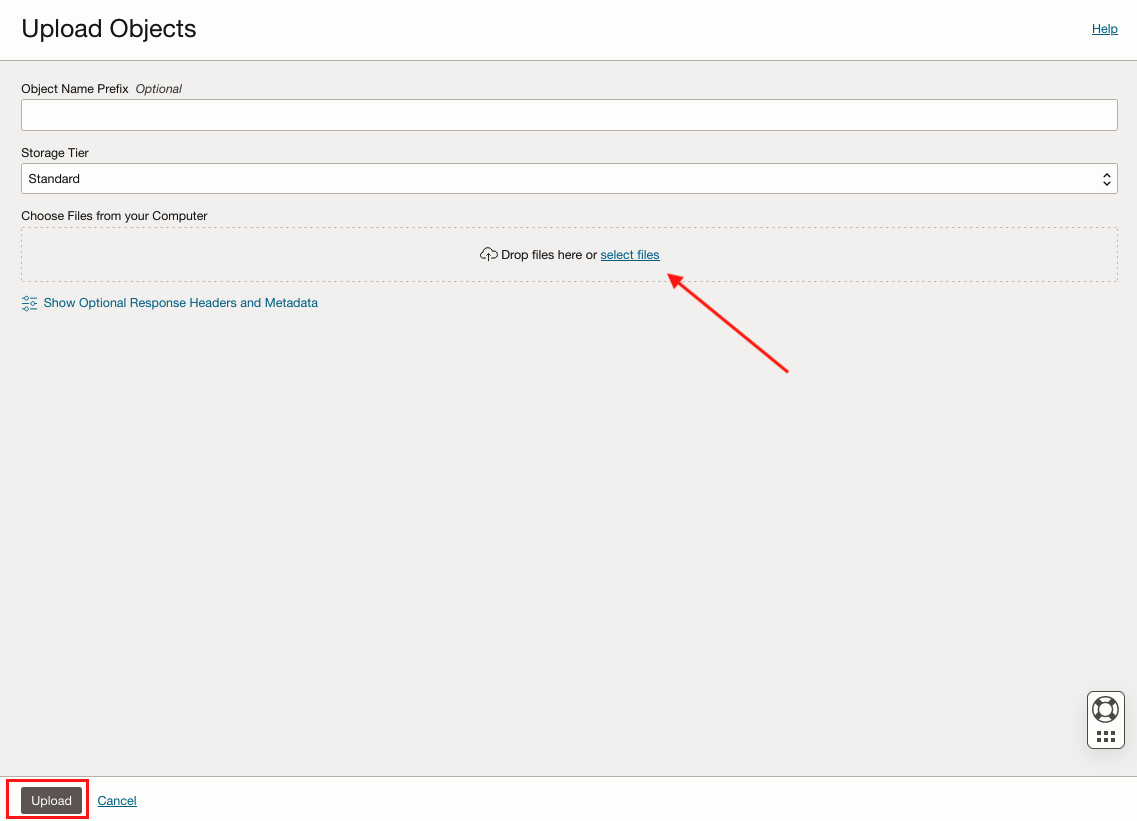 Upload Objects
Help
Object Name Prefix Optional
Storage Tier
Standard
Choose Files from your Computer
Drop files here or select files
Show Optional Response Headers and Metadata
Upload
Cancel